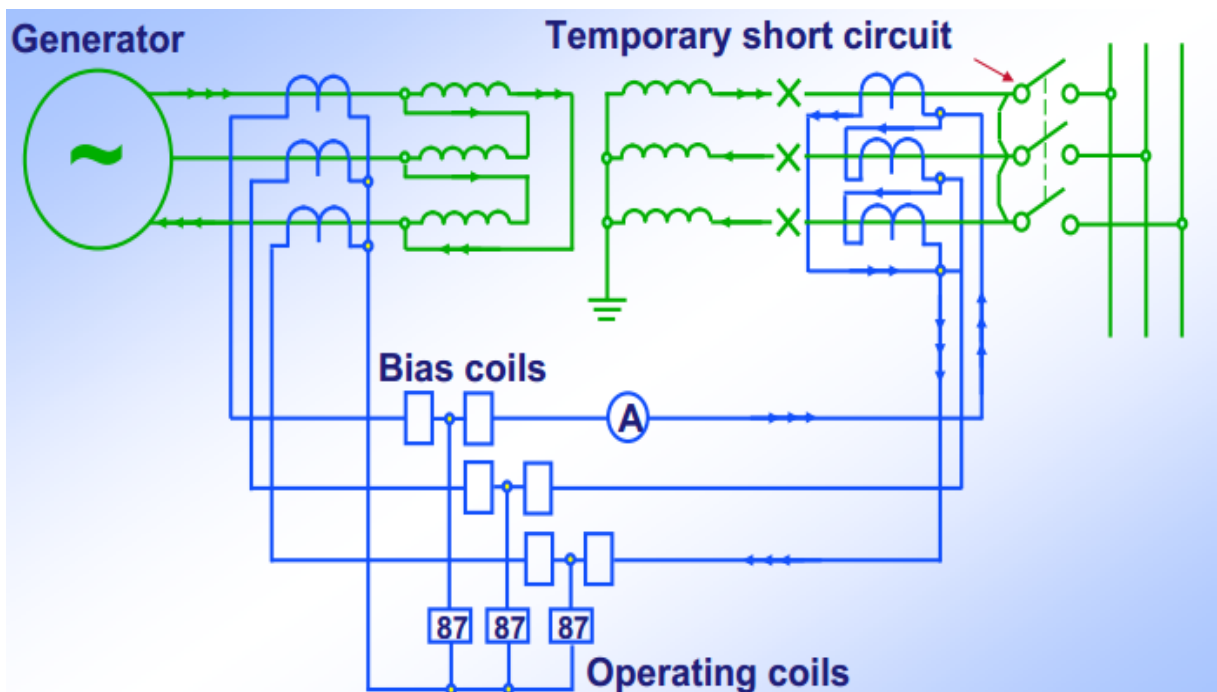 Generator
Temporary short circuit
~
Bias coils
A
87 87 87
Operating coils